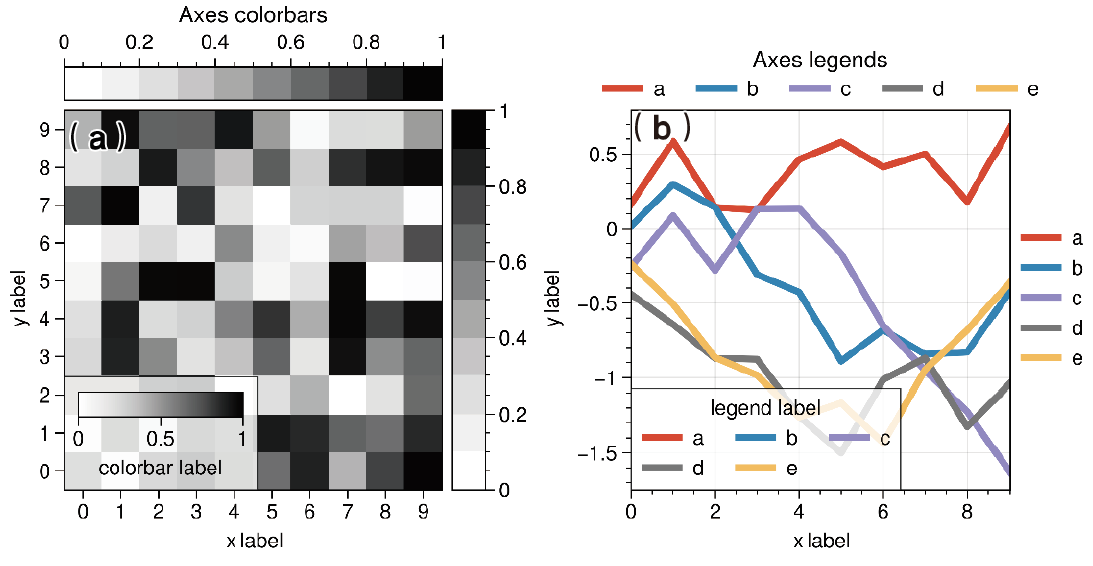 Axes colorbars
0 0.2 0.4 0.6 0.8 1
(a)
y label
9
8
7
6
5
4
3
2
1
0
0 1 2 3 4 5 6 7 8 9
x label
1
0.8
0.6
0.4
0.2
0
0 0.5 1
colorbar label
Axes legends
a b c d e
(b)
y label
0.5
0
−0.5
−1
−1.5
0 2 4 6 8
x label
legend label
a b c
d e
a
b
c
d
e